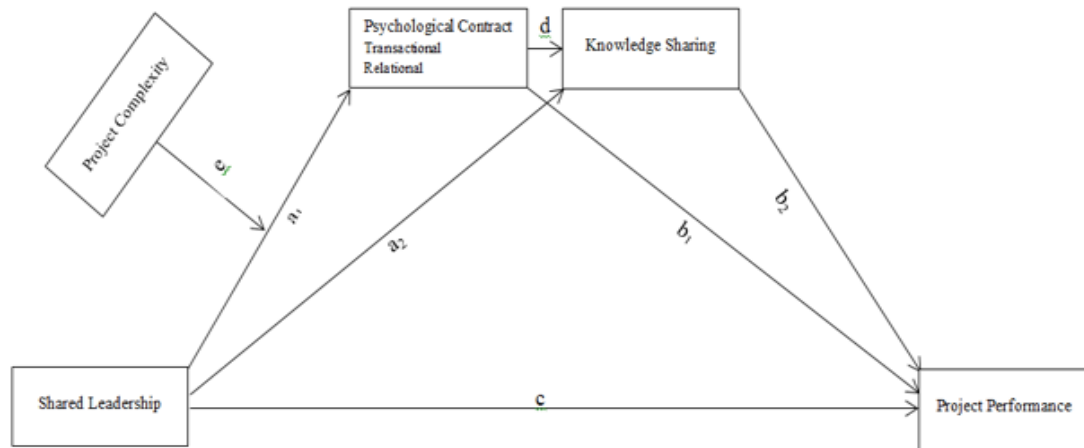 Psychological Contract
Transactional
Relational
d
Knowledge Sharing
Project Complexity
e
a₁
a₂
b₁
b₂
Shared Leadership
c
Project Performance